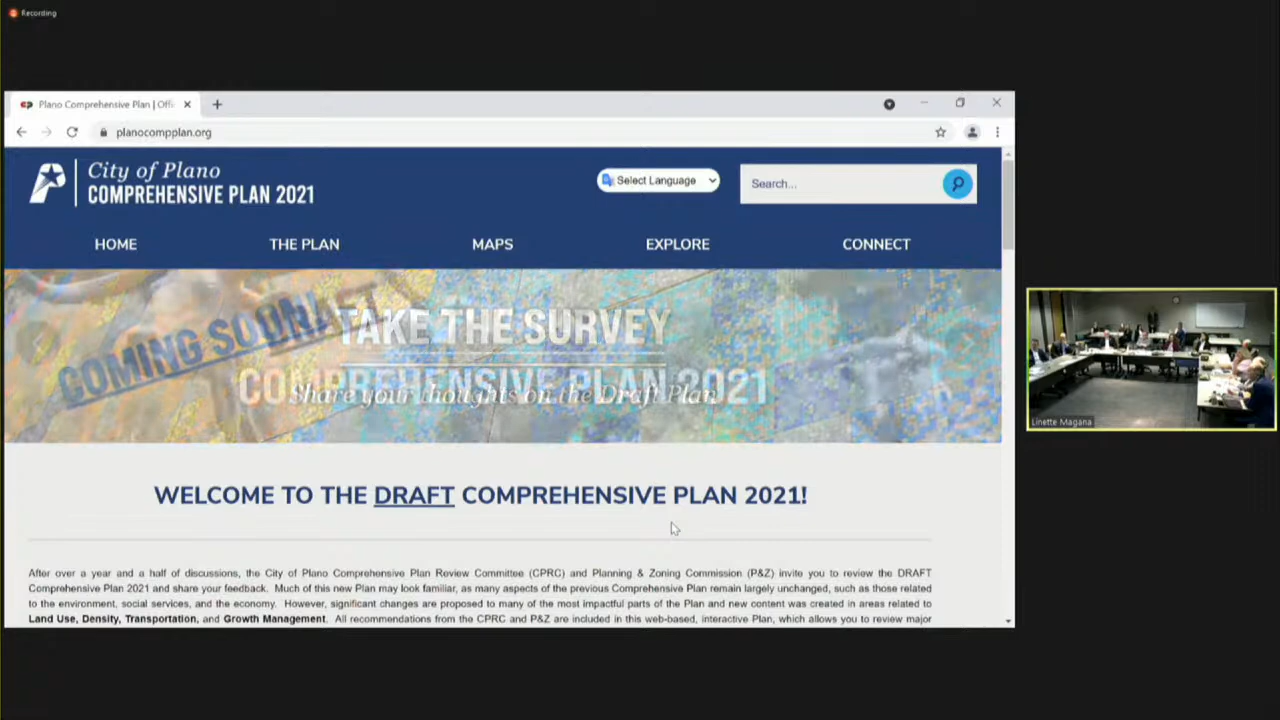 Recording
Plano Comprehensive Plan | Offi
planocompplan.org
City of Plano
COMPREHENSIVE PLAN 2021
Select Language
Search...
HOME
THE PLAN
MAPS
EXPLORE
CONNECT
COMING SOON!
TAKE THE SURVEY
COMPREHENSIVE PLAN 2021
Share your thoughts on the Draft Plan
WELCOME TO THE DRAFT COMPREHENSIVE PLAN 2021!
After over a year and a half of discussions, the City of Plano Comprehensive Plan Review Committee (CPRC) and Planning & Zoning Commission (P&Z) invite you to review the DRAFT
Comprehensive Plan 2021 and share your feedback. Much of this new Plan may look familiar, as many aspects of the previous Comprehensive Plan remain largely unchanged, such as those related
to the environment, social services, and the economy. However, significant changes are proposed to many of the most impactful parts of the Plan and new content was created in areas related to
Land Use, Density, Transportation, and Growth Management. All recommendations from the CPRC and P&Z are included in this web-based, interactive Plan, which allows you to review major
Linette Magana